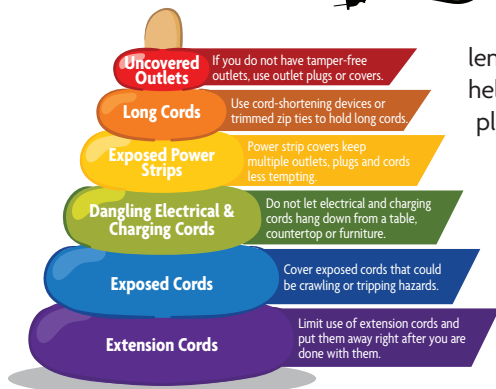 Uncovered
Outlets
If you do not have tamper-free
outlets, use outlet plugs or covers.
Long Cords
Use cord-shortening devices or
trimmed zip ties to hold long cords.
Exposed Power
Strips
Power strip covers keep
multiple outlets, plugs and cords
less tempting.
Dangling Electrical &
Charging Cords
Do not let electrical and charging
cords hang down from a table,
countertop or furniture.
Exposed Cords
Cover exposed cords that could
be crawling or tripping hazards.
Extension Cords
Limit use of extension cords and
put them away right after you are
done with them.
len
hel
pl